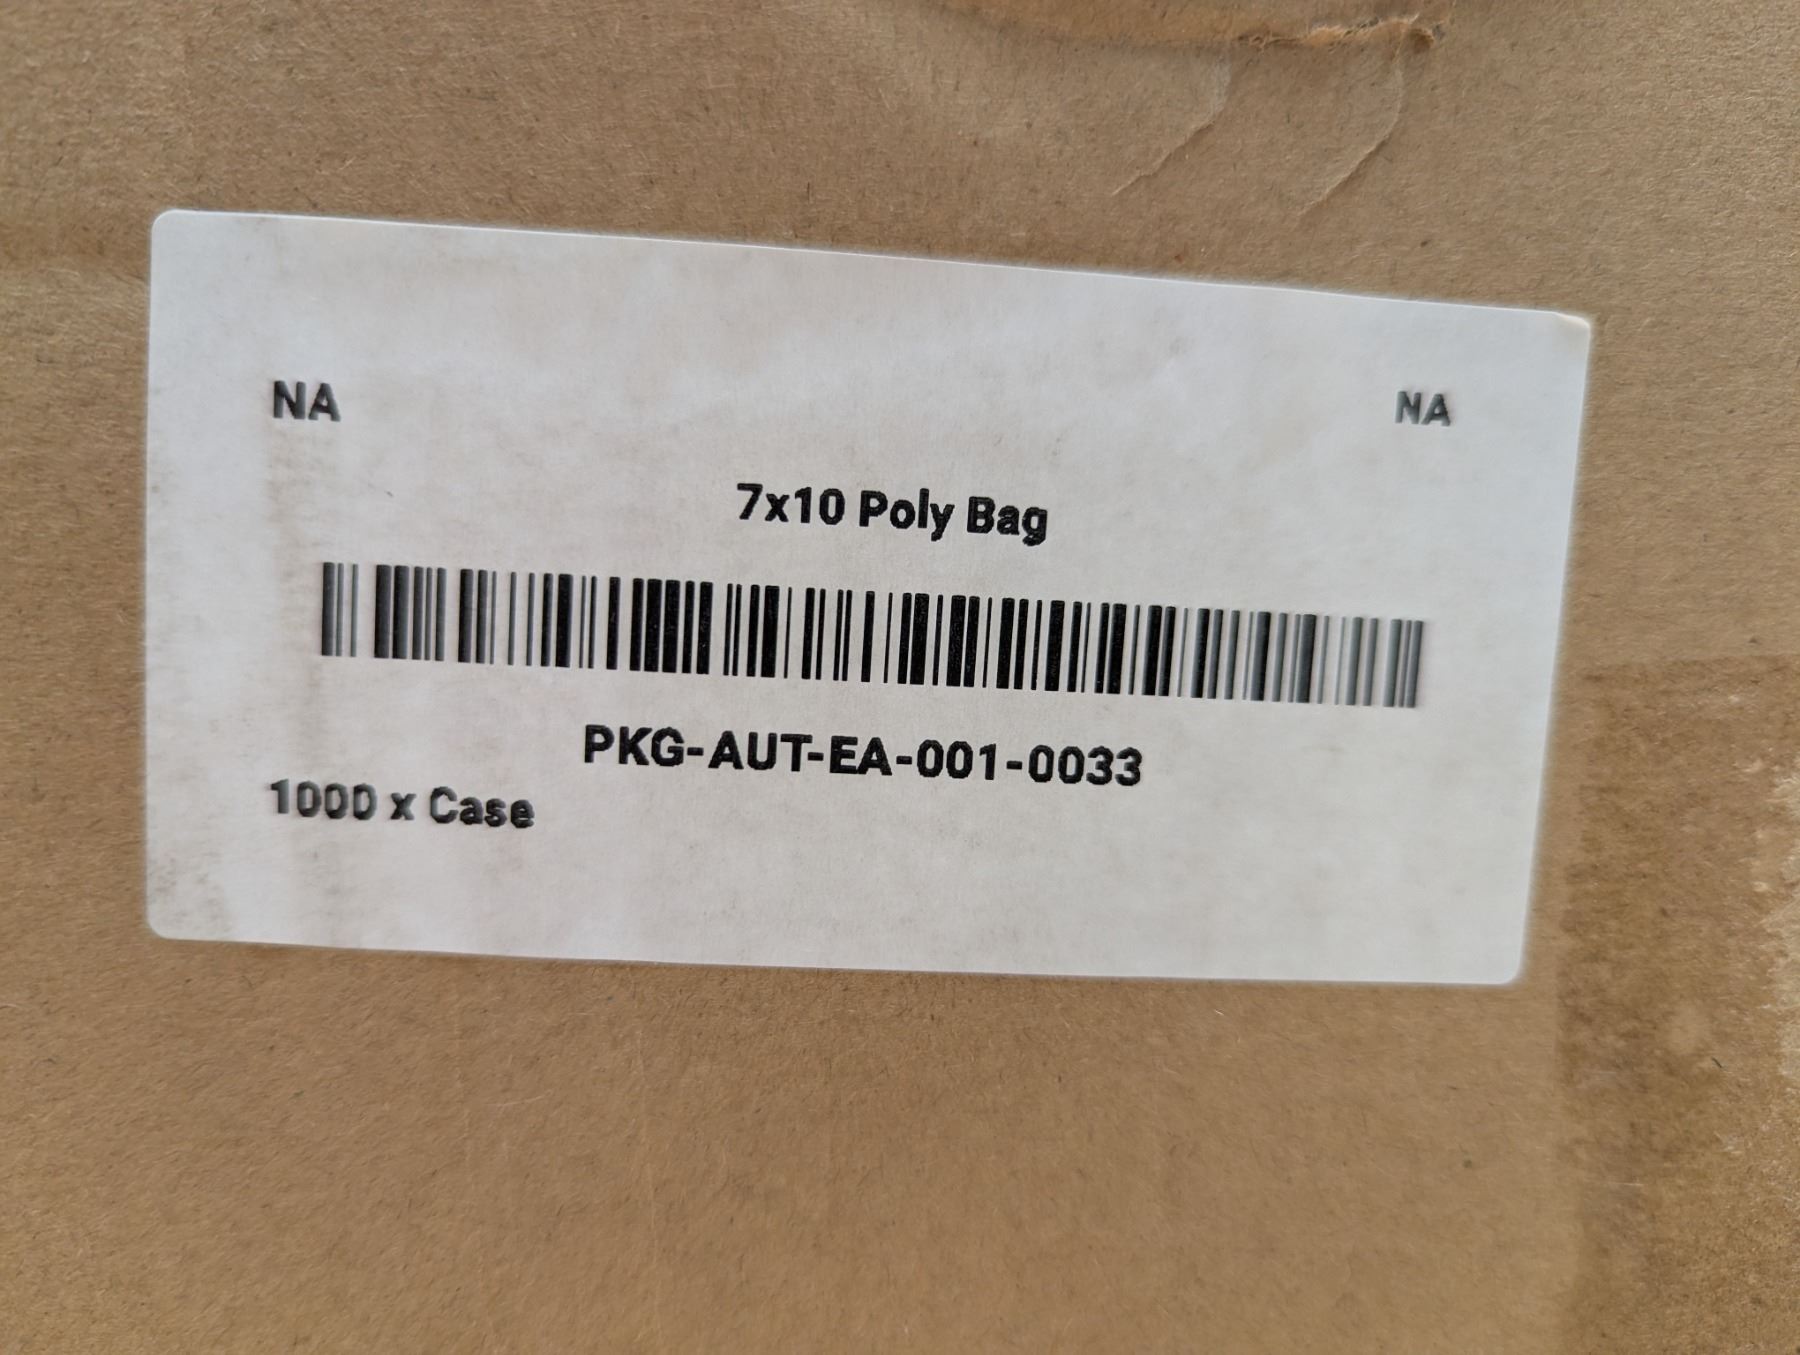 NA NA
7x10 Poly Bag
PKG-AUT-EA-001-0033
1000 x Case